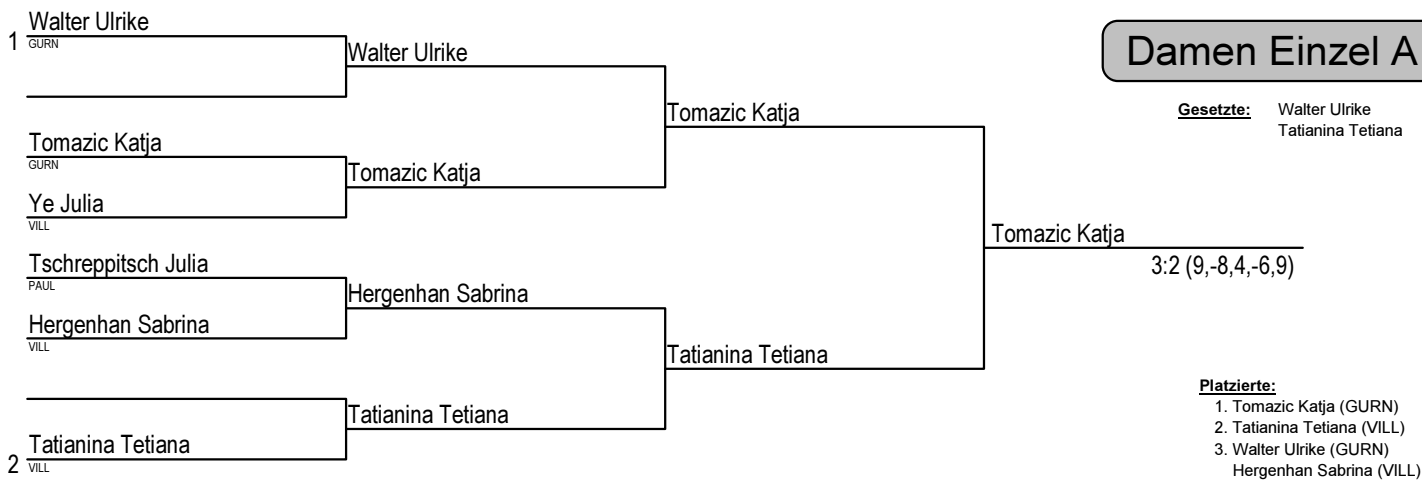 Walter Ulrike
1 GURN
Walter Ulrike
Damen Einzel A
Tomazic Katja
Gesetzte: Walter Ulrike
Tatianina Tetiana
Tomazic Katja
GURN
Tomazic Katja
Ye Julia
VILL
Tomazic Katja
3:2 (9,-8,4,-6,9)
Tschreppitsch Julia
PAUL
Hergenhan Sabrina
Hergenhan Sabrina
VILL
Tatianina Tetiana
Tatianina Tetiana
Tatianina Tetiana
2 VILL
Platzierte:
1. Tomazic Katja (GURN)
2. Tatianina Tetiana (VILL)
3. Walter Ulrike (GURN)
Hergenhan Sabrina (VILL)